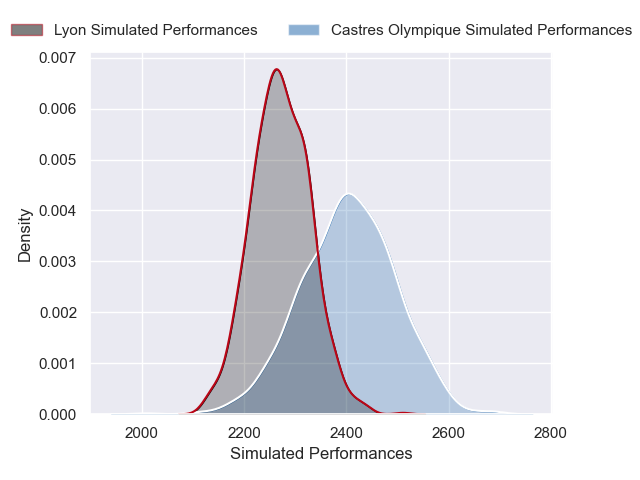 Lyon Simulated Performances Castres Olympique Simulated Performances
0.007
0.006
0.005
0.004
0.003
0.002
0.001
0.000
Density
2000 2200 2400 2600 2800
Simulated Performances